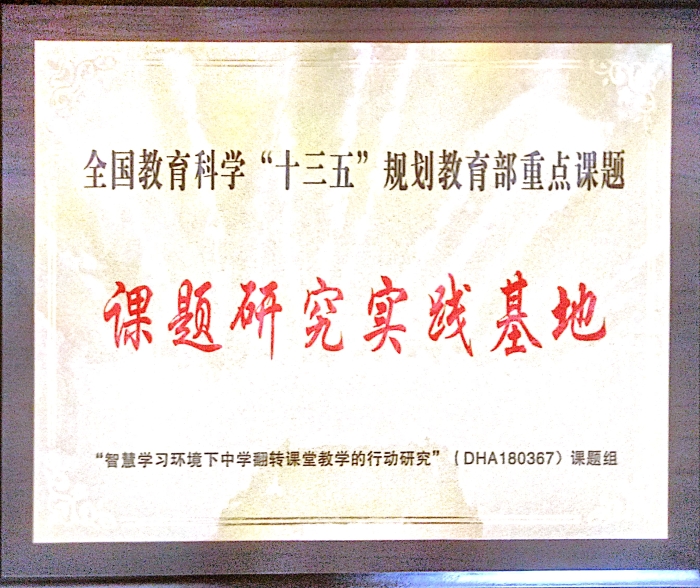 全国教育科学“十三五”规划教育部重点课题
课题研究实践基地
“智慧学习环境下中学翻转课堂教学的行动研究”（DHA180367）课题组